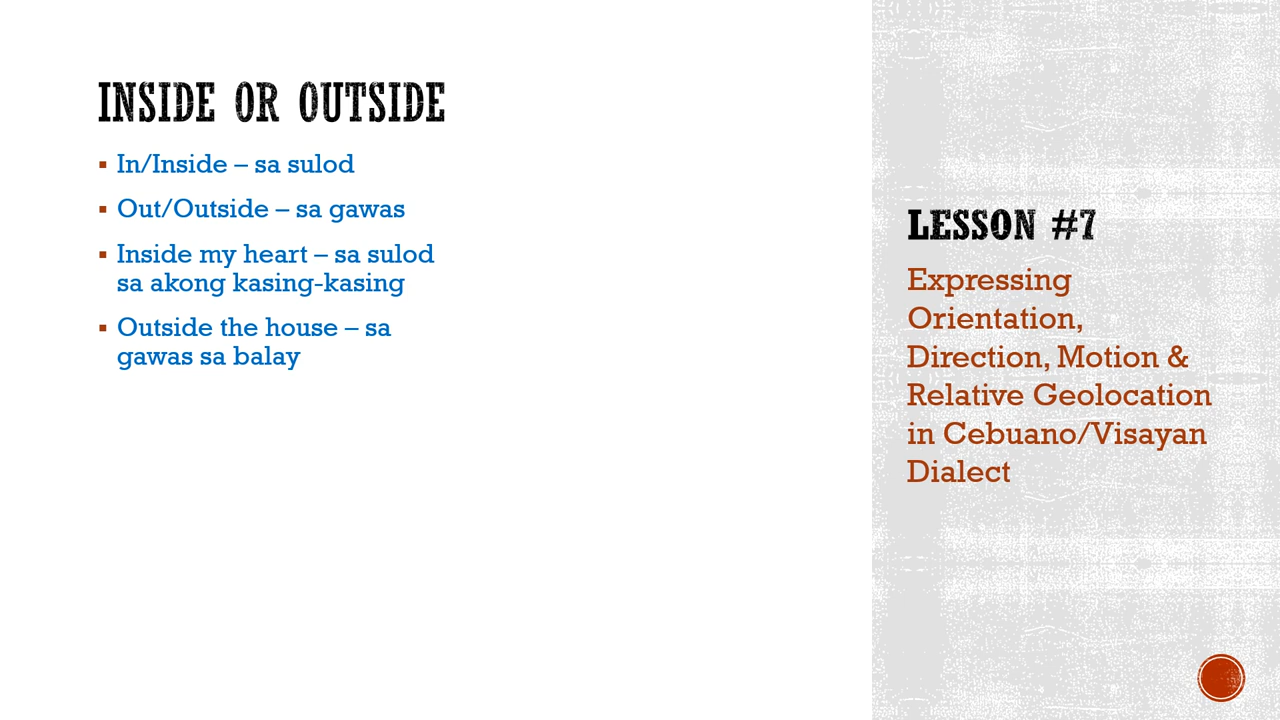 INSIDE OR OUTSIDE
In/Inside – sa sulod
Out/Outside – sa gawas
Inside my heart – sa sulod
sa akong kasing-kasing
Outside the house – sa
gawas sa balay
LESSON #7
Expressing
Orientation,
Direction, Motion &
Relative Geolocation
in Cebuano/Visayan
Dialect